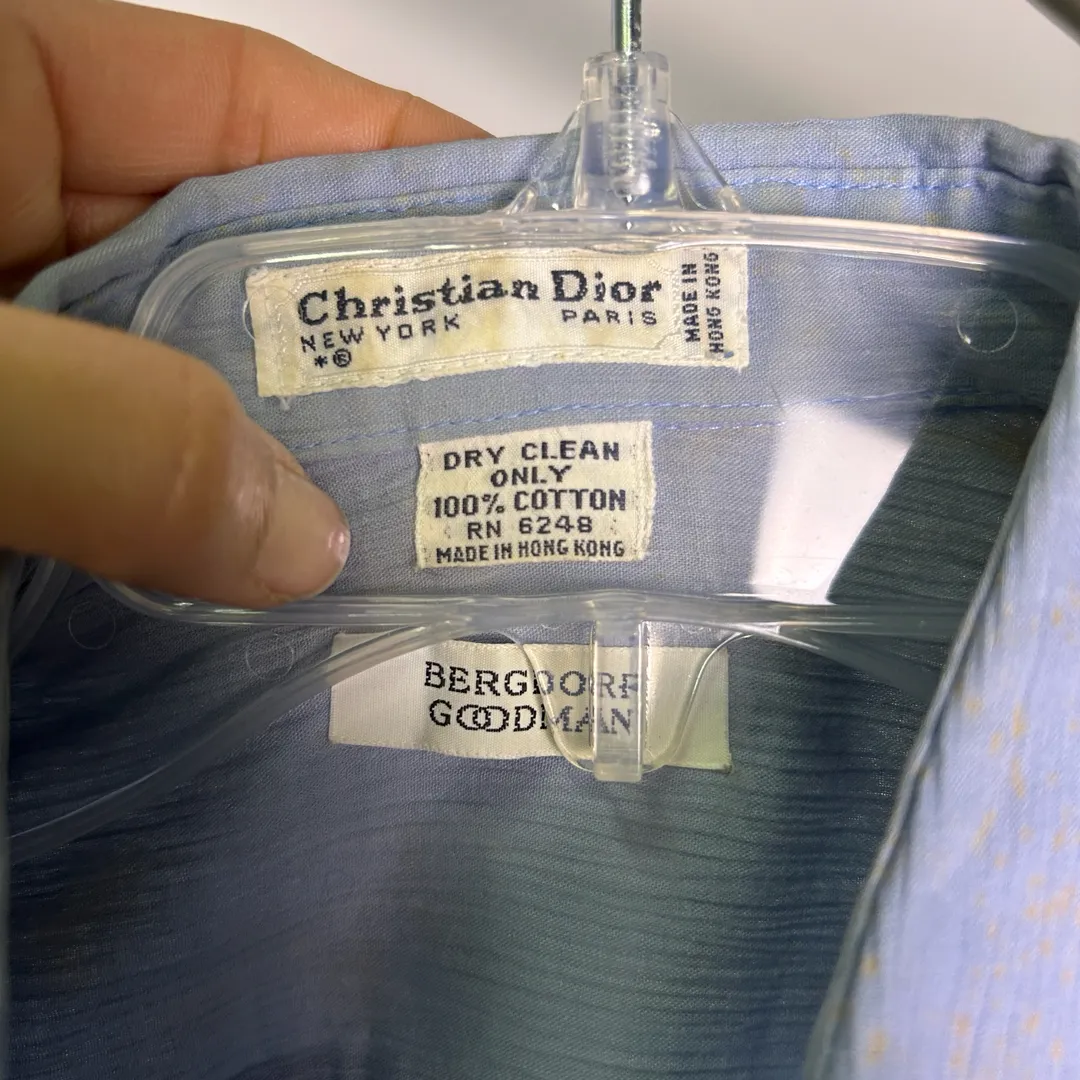 Christian Dior
NEW YORK PARIS
*®
MADE IN
HONG KONG
DRY CLEAN
ONLY
100% COTTON
RN 6248
MADE IN HONG KONG
BERGDORF
GOODMAN